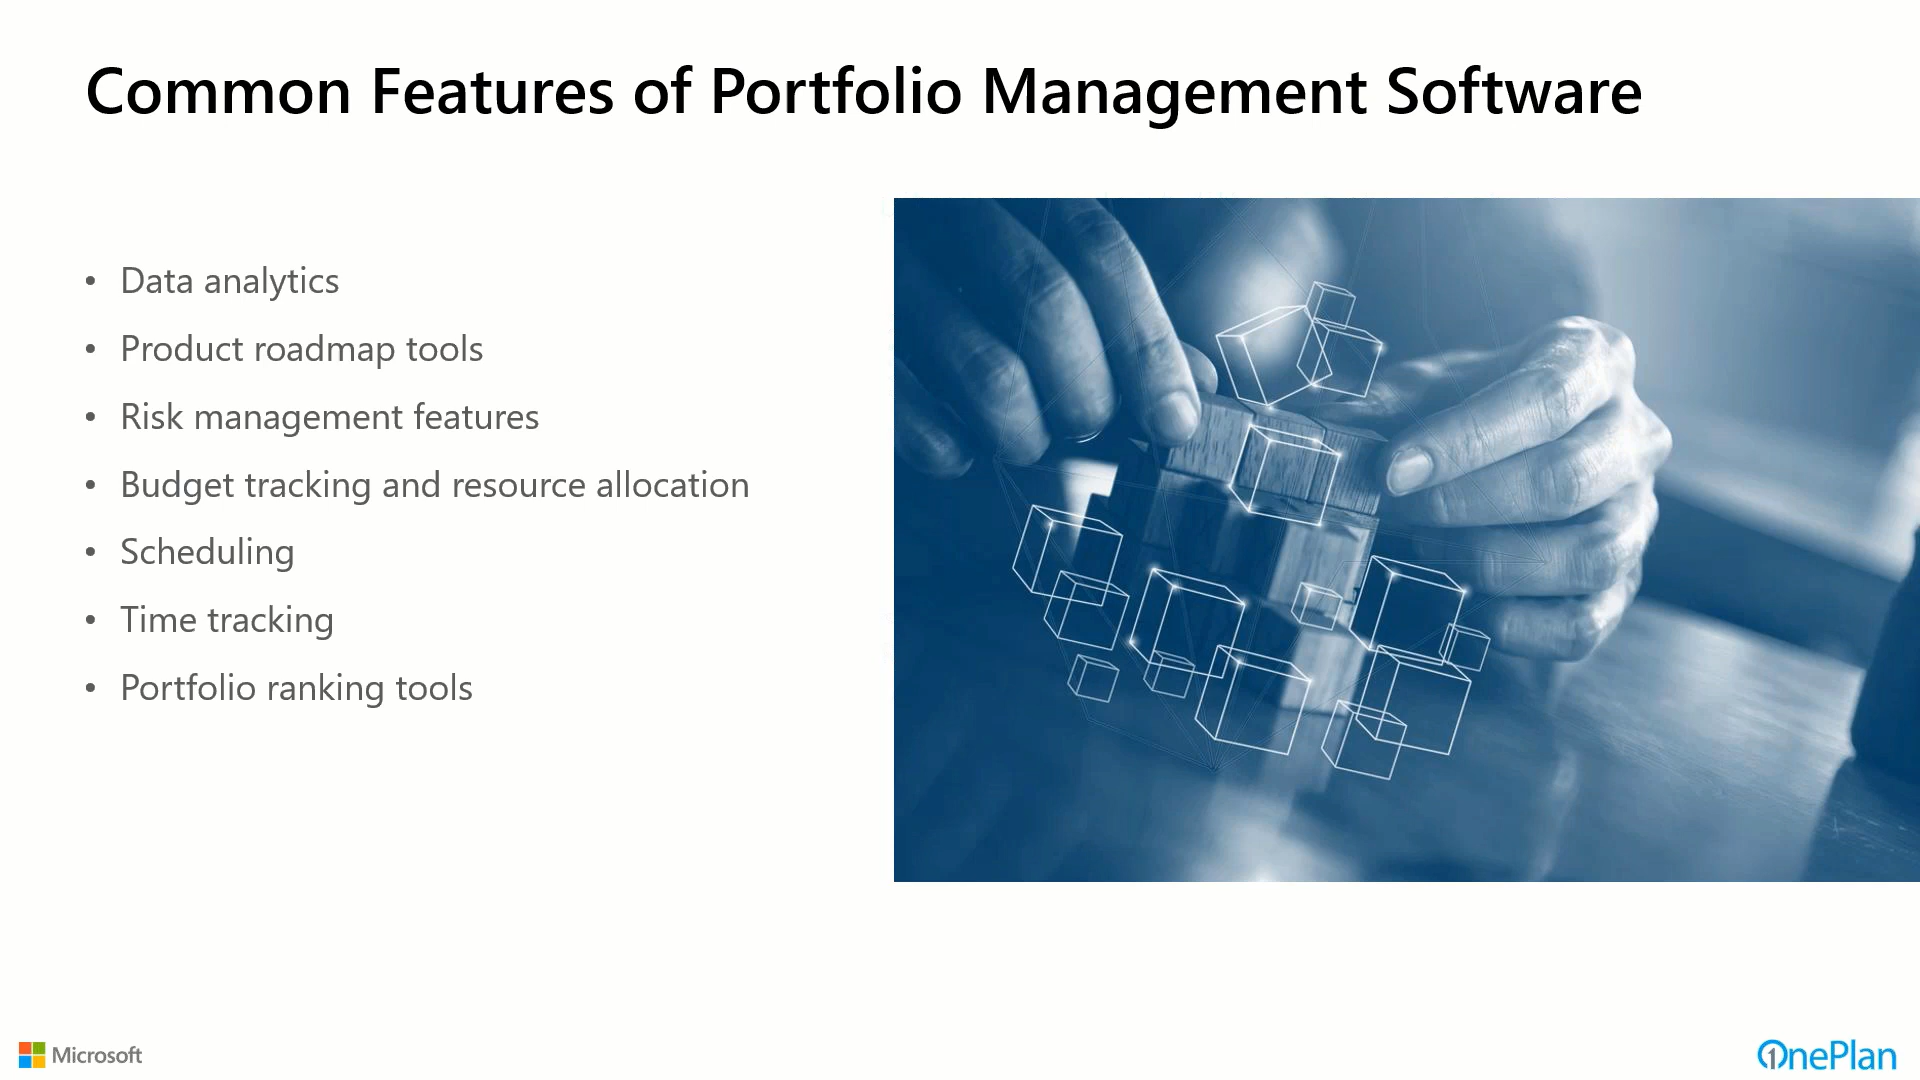 Common Features of Portfolio Management Software
• Data analytics
• Product roadmap tools
• Risk management features
• Budget tracking and resource allocation
• Scheduling
• Time tracking
• Portfolio ranking tools
Microsoft
OnePlan